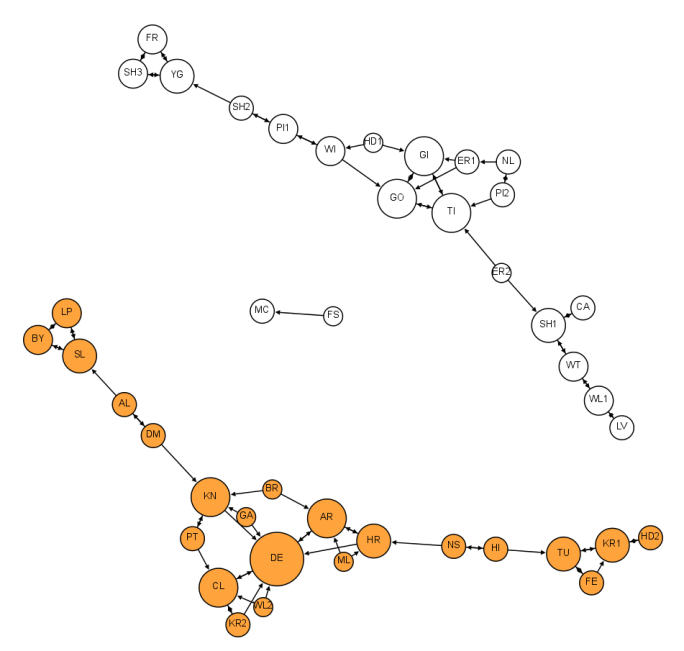 FR
SH3
YG
SH2
PI1
WI
HD1
GI
ER1
NL
GO
PI2
TI
ER2
MC
FS
SH1
CA
WT
WL1
LV
LP
BY
SL
AL
DM
KN
BR
GA
AR
PT
DE
HR
ML
NS
HI
TU
KR1
HD2
FE
CL
WL2
KR2